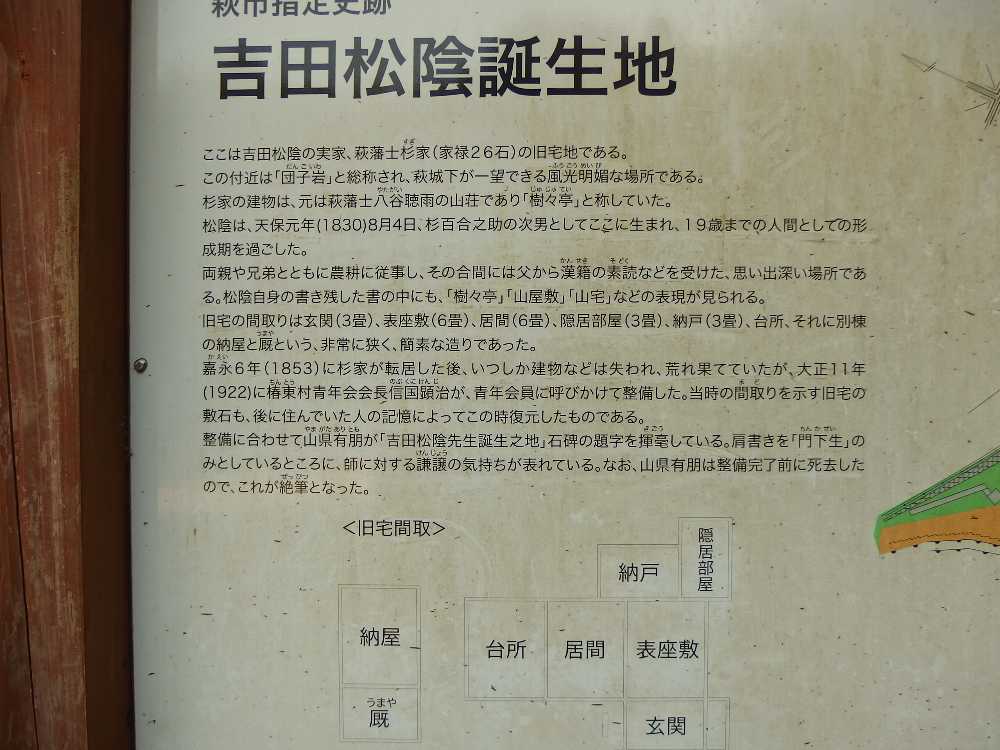 萩市指定史跡
吉田松陰誕生地
ここは吉田松陰の実家、萩藩士杉家(家禄26石)の旧宅地である。
この付近は「団子岩」と総称され、萩城下が一望できる風光明媚な場所である。
杉家の建物は、元は萩藩士八谷聴雨の山荘であり「樹々亭」と称していた。
松陰は、天保元年(1830)8月4日、杉百合之助の次男としてここに生まれ、19歳までの人間としての形
成期を過ごした。
両親や兄弟とともに農耕に従事し、その合間には父から漢籍の素読などを受けた、思い出深い場所であ
る。松陰自身の書き残した書の中にも、「樹々亭」「山屋敷」「山宅」などの表現が見られる。
旧宅の間取りは玄関(3畳)、表座敷(6畳)、居間(6畳)、隠居部屋(3畳)、納戸(3畳)、台所、それに別棟
の納屋と厩という、非常に狭く、簡素な造りであった。
嘉永6年(1853)に杉家が転居した後、いつしか建物などは失われ、荒れ果てていたが、大正11年
(1922)に椿東村青年会会長信国顕治が、青年会員に呼びかけて整備した。当時の間取りを示す旧宅の
敷石も、後に住んでいた人の記憶によってこの時復元したものである。
整備に合わせて山県有朋が「吉田松陰先生誕生之地」石碑の題字を揮毫している。肩書きを「門下生」の
みとしているところに、師に対する謙譲の気持ちが表れている。なお、山県有朋は整備完了前に死去した
ので、これが絶筆となった。
<旧宅間取>
隠居部屋
納戸
納屋
台所
居間
表座敷
うまや
厩
玄関